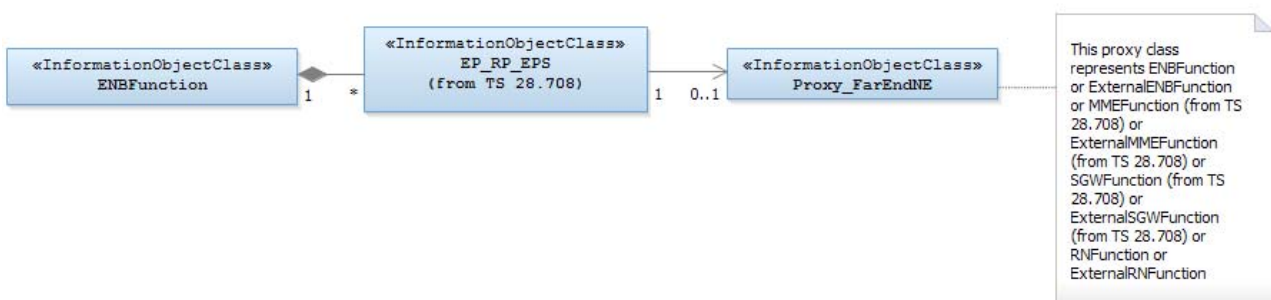 «InformationObjectClass»
ENBFunction
1
*
«InformationObjectClass»
EP_RP_EPS
(from TS 28.708)
1
0..1
«InformationObjectClass»
Proxy_FarEndNE
This proxy class
represents ENBFunction
or ExternalENBFunction
or MMEFunction (from TS
28.708) or
ExternalMMEFunction
(from TS 28.708) or
SGWFunction (from TS
28.708) or
ExternalSGWFunction
(from TS 28.708) or
RNFunction or
ExternalRNFunction